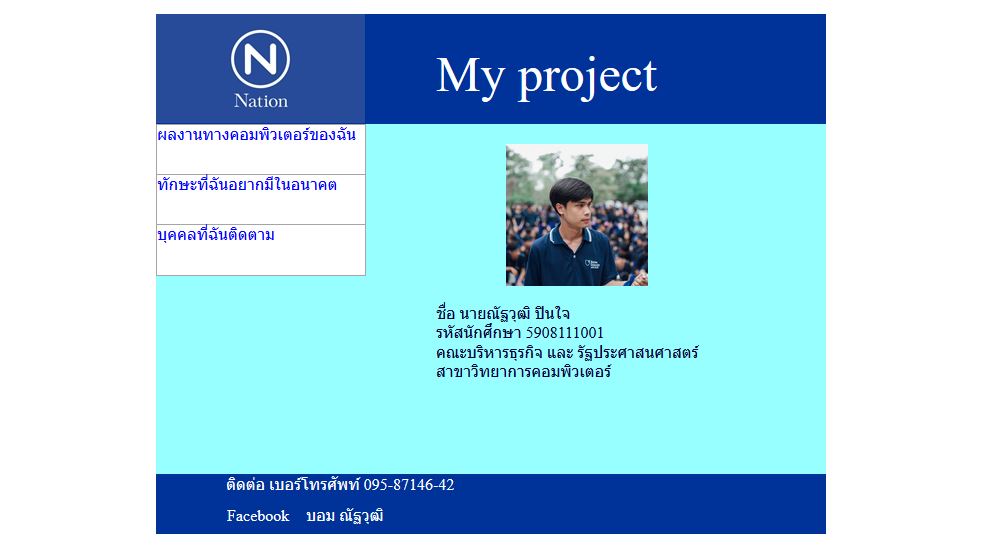 Nation
My project
ผลงานทางคอมพิวเตอร์ของฉัน
ทักษะที่ฉันอยากมีในอนาคต
บุคคลที่ฉันติดตาม
ชื่อ นายณัฐวุฒิ ปินใจ
รหัสนักศึกษา 5908111001
คณะบริหารธุรกิจ และ รัฐประศาสนศาสตร์
สาขาวิทยาการคอมพิวเตอร์
ติดต่อ เบอร์โทรศัพท์ 095-87146-42
Facebook บอม ณัฐวุฒิ